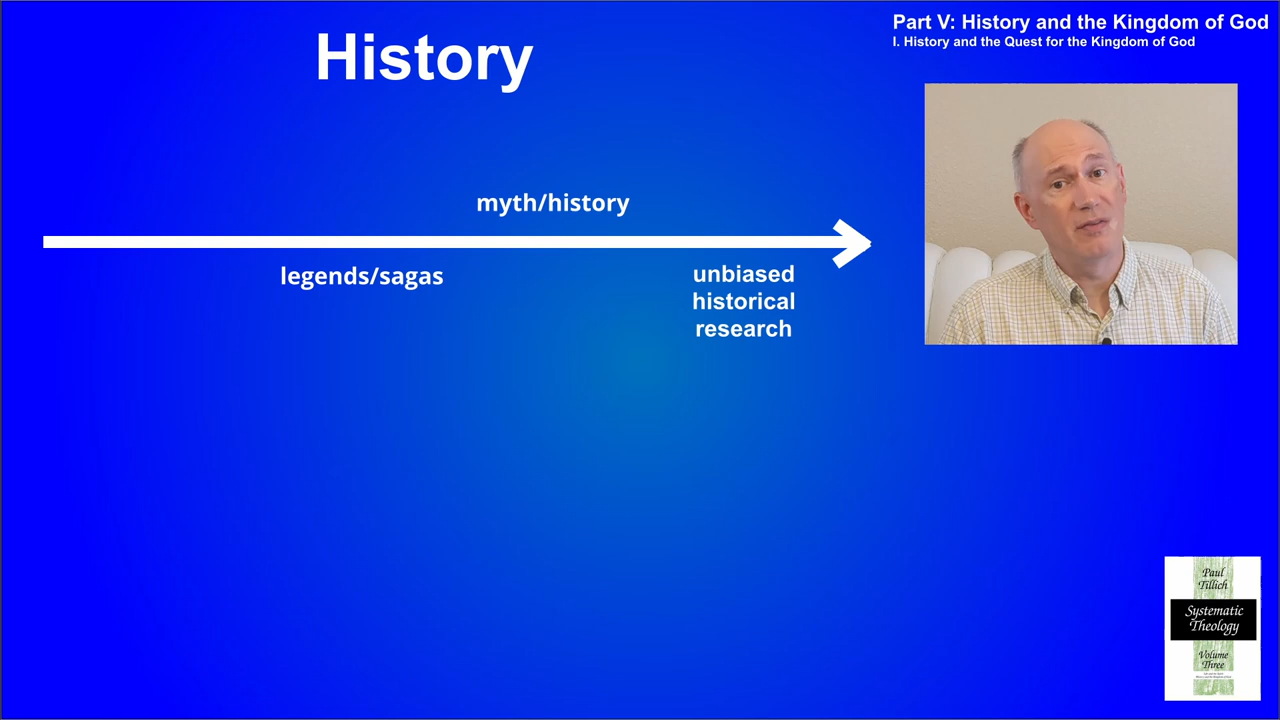 History
Part V: History and the Kingdom of God
I. History and the Quest for the Kingdom of God
myth/history
legends/sagas
unbiased
historical
research
Paul
Tillich
Systematic
Theology
Volume
Three